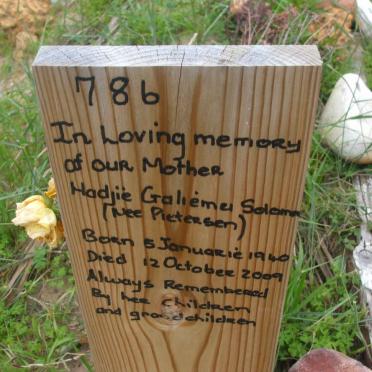 786
In Loving memory
of our Mother
Hadjie Galiema Solomon
(Nee Pietersen)
Born 5 Januarie 1940
Died 12 October 2009
Always Remembered
By her Children
and grandchildren